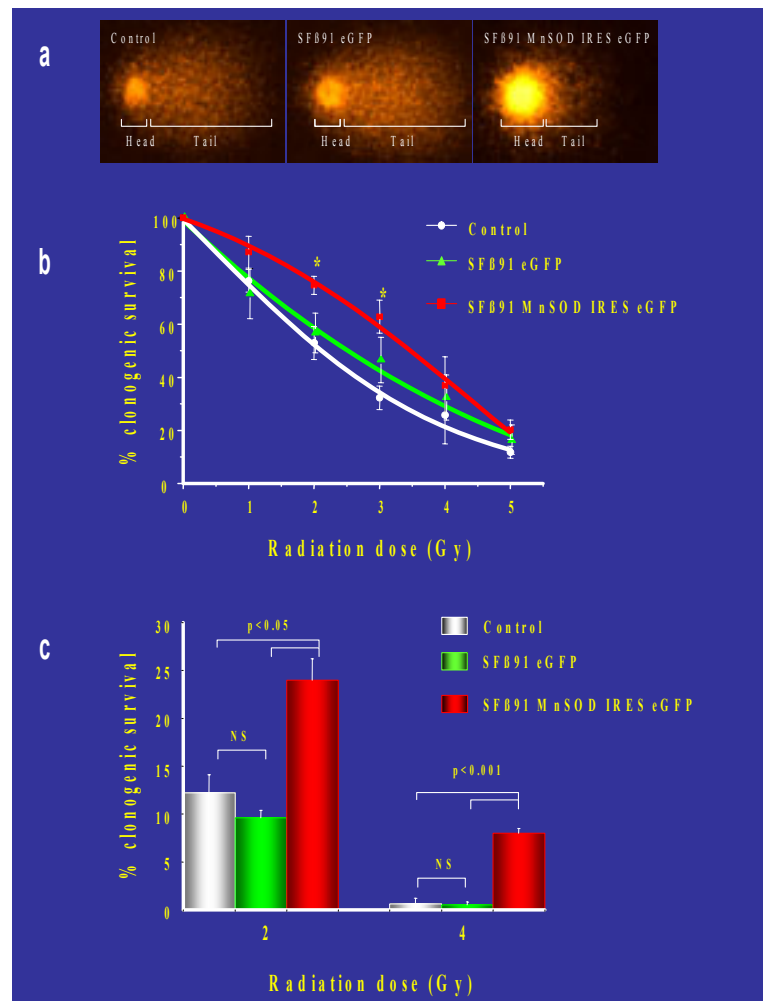 a
Control
SFß91 eGFP
SFß91 MnSOD IRES eGFP
Head Tail
Head Tail
Head Tail
b
% clonogenic survival
100
80
60
40
20
0
*
*
Control
SFß91 eGFP
SFß91 MnSOD IRES eGFP
0 1 2 3 4 5
Radiation dose (Gy)
c
% clonogenic survival
30
25
20
15
10
5
0
p<0.05
NS
p<0.001
NS
Control
SFß91 eGFP
SFß91 MnSOD IRES eGFP
2 4
Radiation dose (Gy)